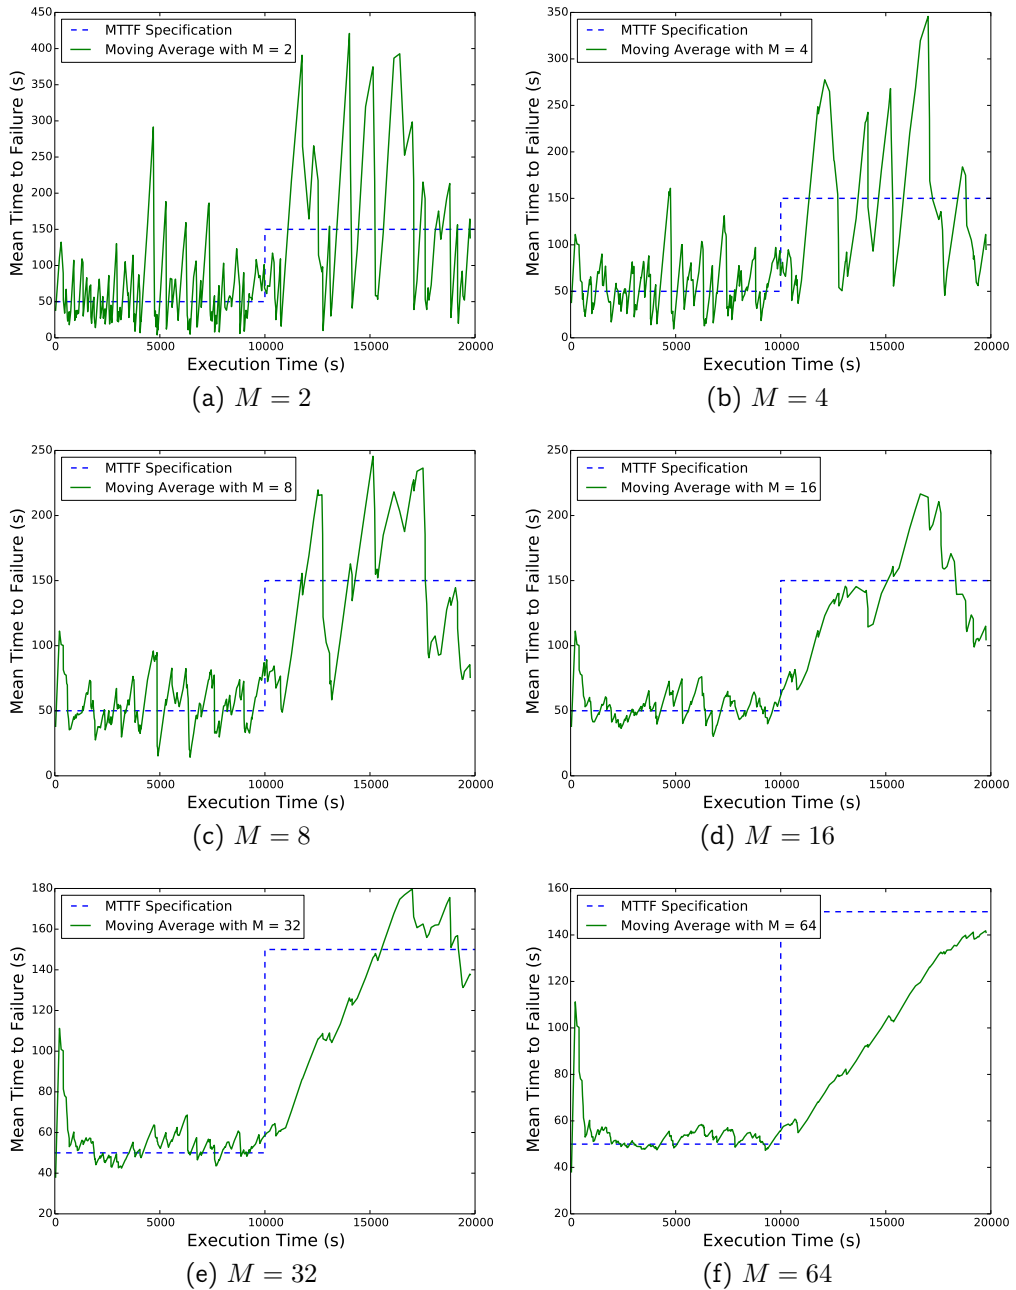 450
400
350
300
250
200
150
100
50
0
Mean Time to Failure (s)
MTTF Specification
Moving Average with M = 2
0 5000 10000 15000 20000
Execution Time (s)
(a) M = 2
350
300
250
200
150
100
50
0
Mean Time to Failure (s)
MTTF Specification
Moving Average with M = 4
0 5000 10000 15000 20000
Execution Time (s)
(b) M = 4
250
200
150
100
50
0
Mean Time to Failure (s)
MTTF Specification
Moving Average with M = 8
0 5000 10000 15000 20000
Execution Time (s)
(c) M = 8
250
200
150
100
50
0
Mean Time to Failure (s)
MTTF Specification
Moving Average with M = 16
0 5000 10000 15000 20000
Execution Time (s)
(d) M = 16
180
160
140
120
100
80
60
40
20
Mean Time to Failure (s)
MTTF Specification
Moving Average with M = 32
0 5000 10000 15000 20000
Execution Time (s)
(e) M = 32
160
140
120
100
80
60
40
20
Mean Time to Failure (s)
MTTF Specification
Moving Average with M = 64
0 5000 10000 15000 20000
Execution Time (s)
(f) M = 64